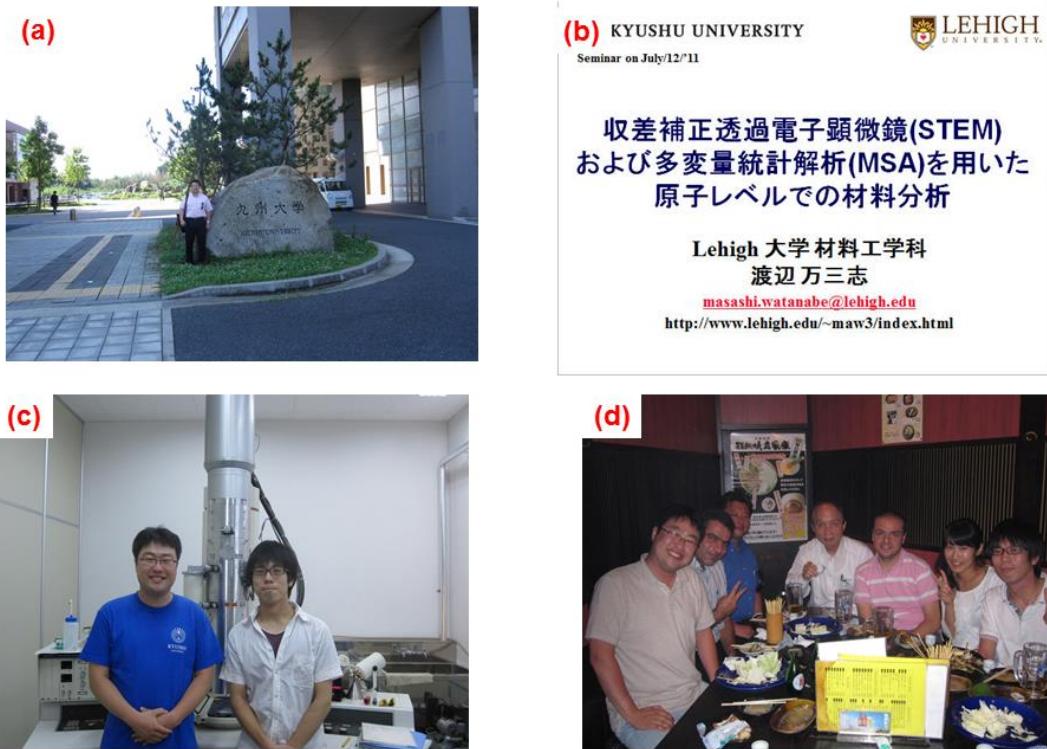 (a)
九州大学
KYUSHU UNIVERSITY
(b)
KYUSHU UNIVERSITY
LEHIGH
UNIVERSITY.
Seminar on July/12/'11
収差補正透過電子顕微鏡(STEM)
および多変量統計解析(MSA)を用いた
原子レベルでの材料分析
Lehigh 大学 材料工学科
渡辺 万三志
masashi.watanabe@lehigh.edu
http://www.lehigh.edu/~maw3/index.html
(c)
KYUSHU
(d)